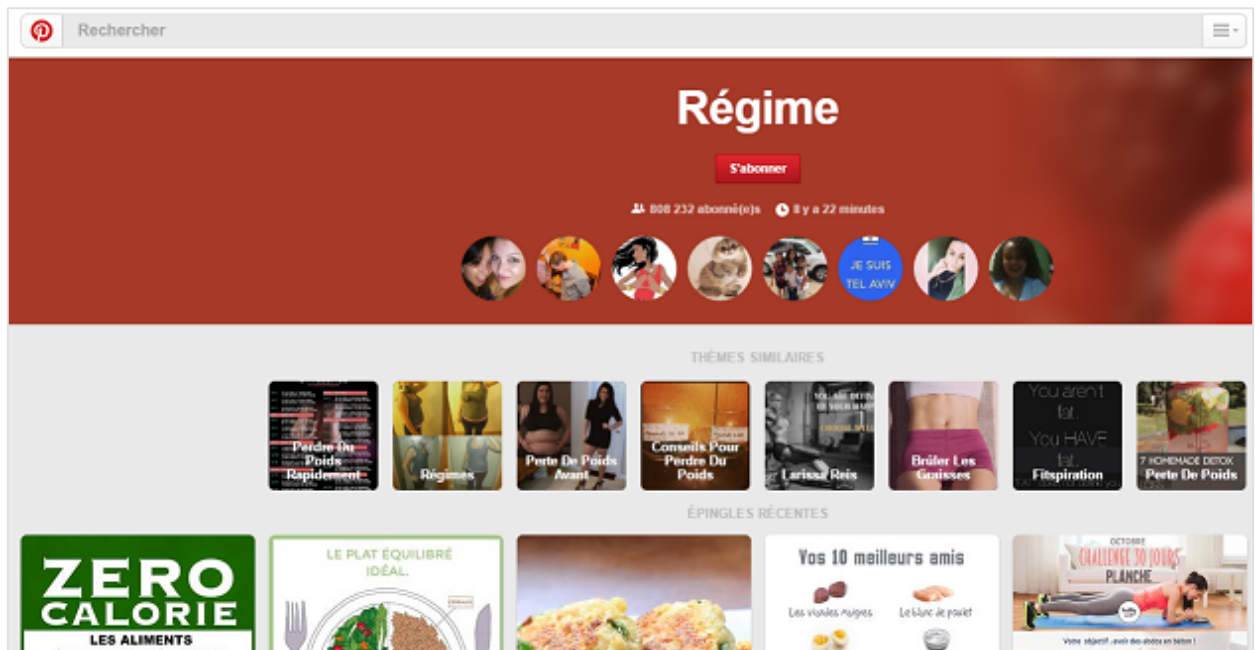 Rechercher
Régime
S'abonner
808 232 abonné(e)s
Il y a 22 minutes
JE SUIS
TEL AVIV
THÈMES SIMILAIRES
Perdre Du
Poids
Rapidement
Régimes
Perte De Poids
Avant
Conseils Pour
Perdre Du
Poids
Larissa Reis
Brûler Les
Graisses
You aren't
fat.
You HAVE
fat.
Fitspiration
7 HOMEMADE DETOX
Perte De Poids
ÉPINGLES RÉCENTES
ZERO
CALORIE
LES ALIMENTS
LE PLAT ÉQUILIBRÉ
IDÉAL.
Vos 10 meilleurs amis
Les viandes maigres
Le blanc de poulet
OCTOBRE
CHALLENGE 30 JOURS
PLANCHE
Votre objectif : avoir des abdos en béton !